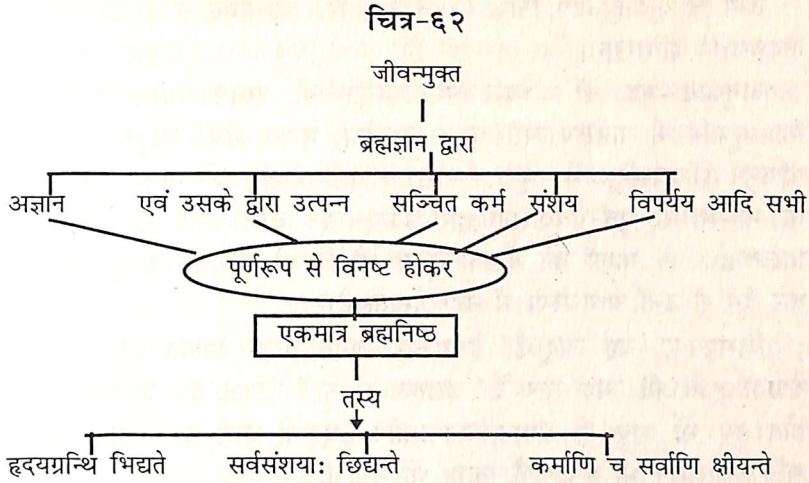 चित्र-६२
जीवन्मुक्त
ब्रह्मज्ञान द्वारा
अज्ञान एवं उसके द्वारा उत्पन्न सञ्चित कर्म संशय विपर्यय आदि सभी
पूर्णरूप से विनष्ट होकर
एकमात्र ब्रह्मनिष्ठ
तस्य
हृदयग्रन्थि भिद्यते सर्वसंशयाः छिद्यन्ते कर्माणि च सर्वाणि क्षीयन्ते